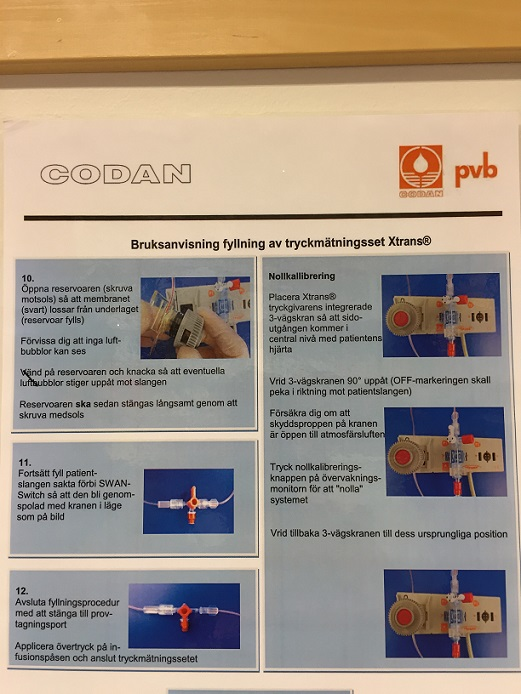 CODAN
CODAN
pvb
Bruksanvisning fyllning av tryckmätningsset Xtrans®
10.
Öppna reservoaren (skruva
motsols) så att membranet
(svart) lossar från underlaget
(reservoar fylls)
Förvissa dig att inga luft-
bubblor kan ses
Vänd på reservoaren och knacka så att eventuella
luftbubblor stiger uppåt mot slangen
Reservoaren ska sedan stängas långsamt genom att
skruva medsols
11.
Fortsätt fyll patient-
slangen sakta förbi SWAN-
Switch så att den bli genom-
spolad med kranen i läge
som på bild
12.
Avsluta fyllningsprocedur
med att stänga till prov-
tagningsport
Applicera övertryck på in-
fusionspåsen och anslut tryckmätningssetet
Nollkallibrering
Placera Xtrans®
tryckgivarens integrerade
3-vägskran så att sido-
utgången kommer i
central nivå med patientens
hjärta
Vrid 3-vägskranen 90° uppåt (OFF-markeringen skall
peka i riktning mot patientslangen)
Försäkra dig om att
skyddsproppen på kranen
är öppen till atmosfärsluften
Tryck nollkalibrerings-
knappen på övervaknings-
monitorn för att "nolla"
systemet
Vrid tillbaka 3-vägskranen till dess ursprungliga position